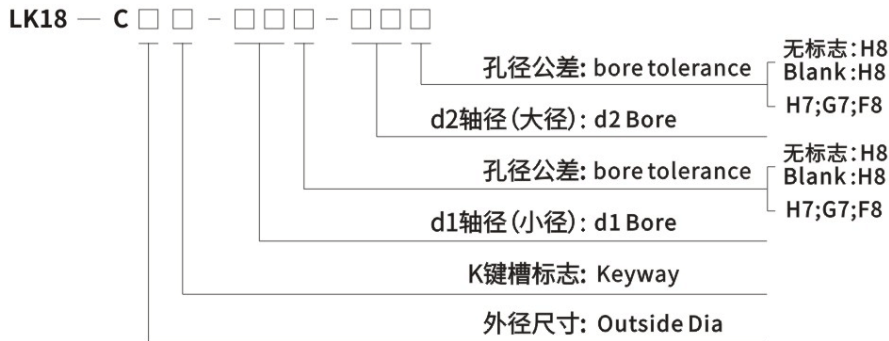 LK18 — C□ □ - □□□ - □□□
无标志:H8
孔径公差: bore tolerance Blank:H8
H7;G7;F8
d2轴径(大径): d2 Bore
无标志:H8
孔径公差: bore tolerance Blank:H8
H7;G7;F8
d1轴径(小径): d1 Bore
K键槽标志: Keyway
外径尺寸: Outside Dia